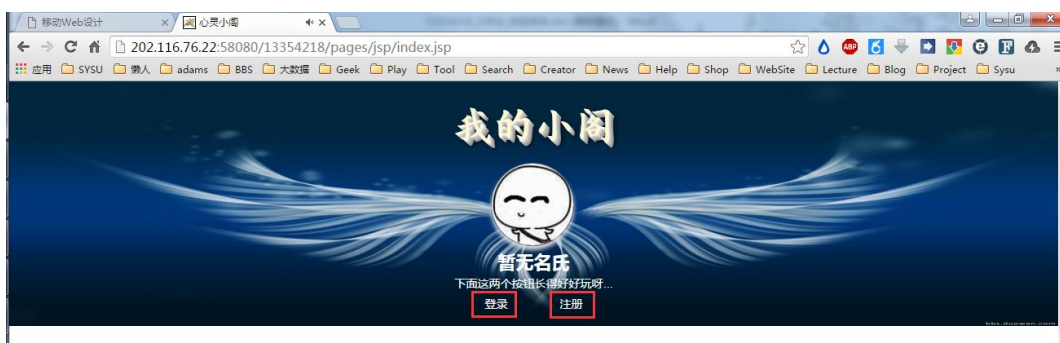 移动Web设计 心灵小阁
202.116.76.22:58080/13354218/pages/jsp/index.jsp
应用 SYSU 懒人 adams BBS 大数据 Geek Play Tool Search Creator News Help Shop WebSite Lecture Blog Project Sysu
我的小阁
暂无名氏
下面这两个按钮长得好好玩呀...
登录 注册